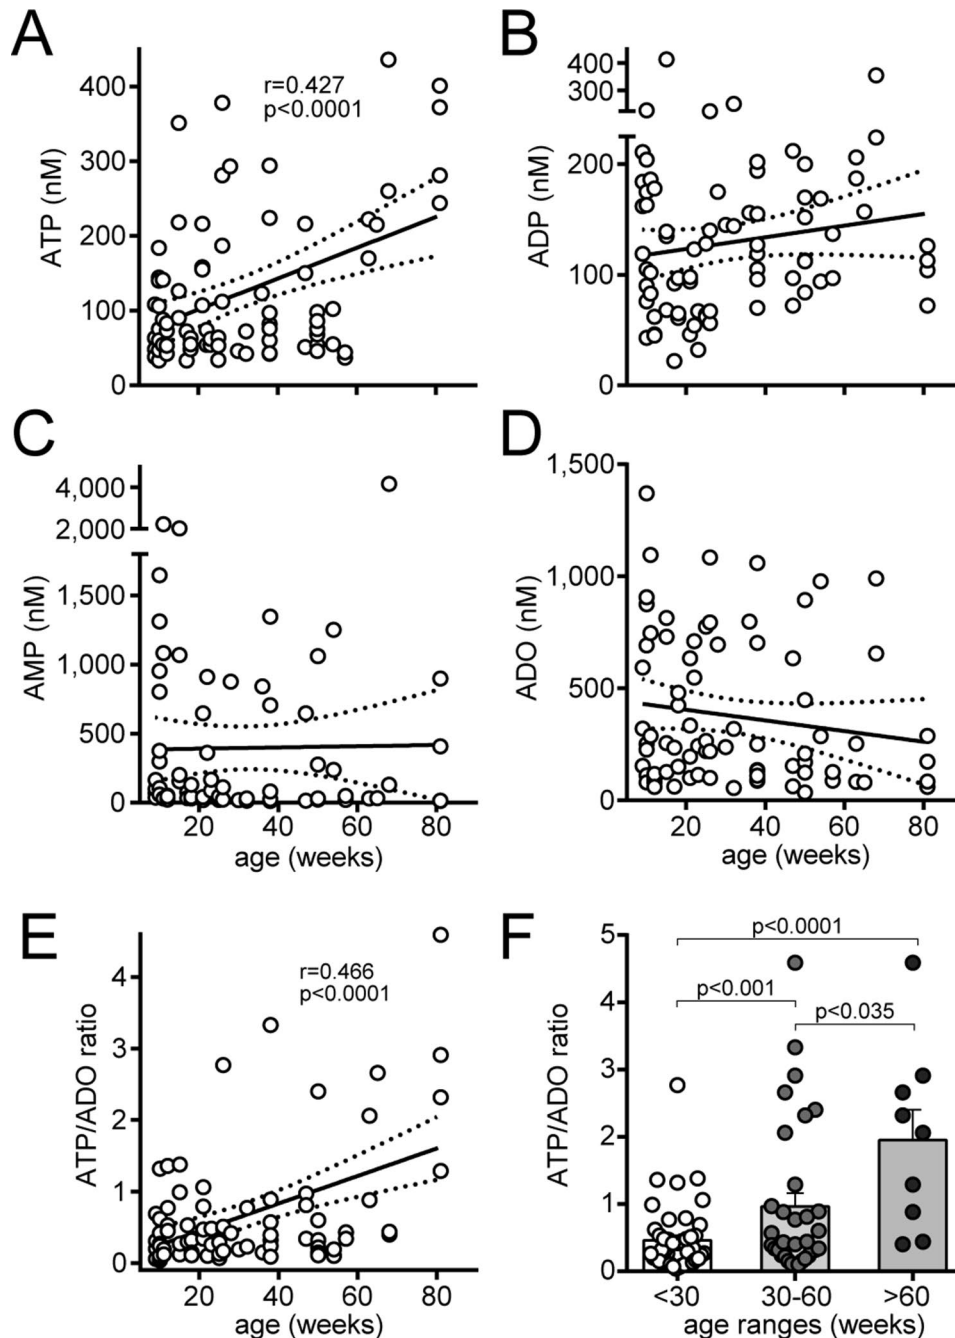 A
ATP (nM)
400
300
200
100
0
r=0.427
p<0.0001
B
ADP (nM)
400
300
200
100
0
C
AMP (nM)
4,000
2,000
1,500
1,000
500
0
20 40 60 80
age (weeks)
D
ADO (nM)
1,500
1,000
500
0
20 40 60 80
age (weeks)
E
ATP/ADO ratio
4
3
2
1
0
r=0.466
p<0.0001
20 40 60 80
age (weeks)
F
ATP/ADO ratio
5
4
3
2
1
0
p<0.0001
p<0.001
p<0.035
<30 30-60 >60
age ranges (weeks)